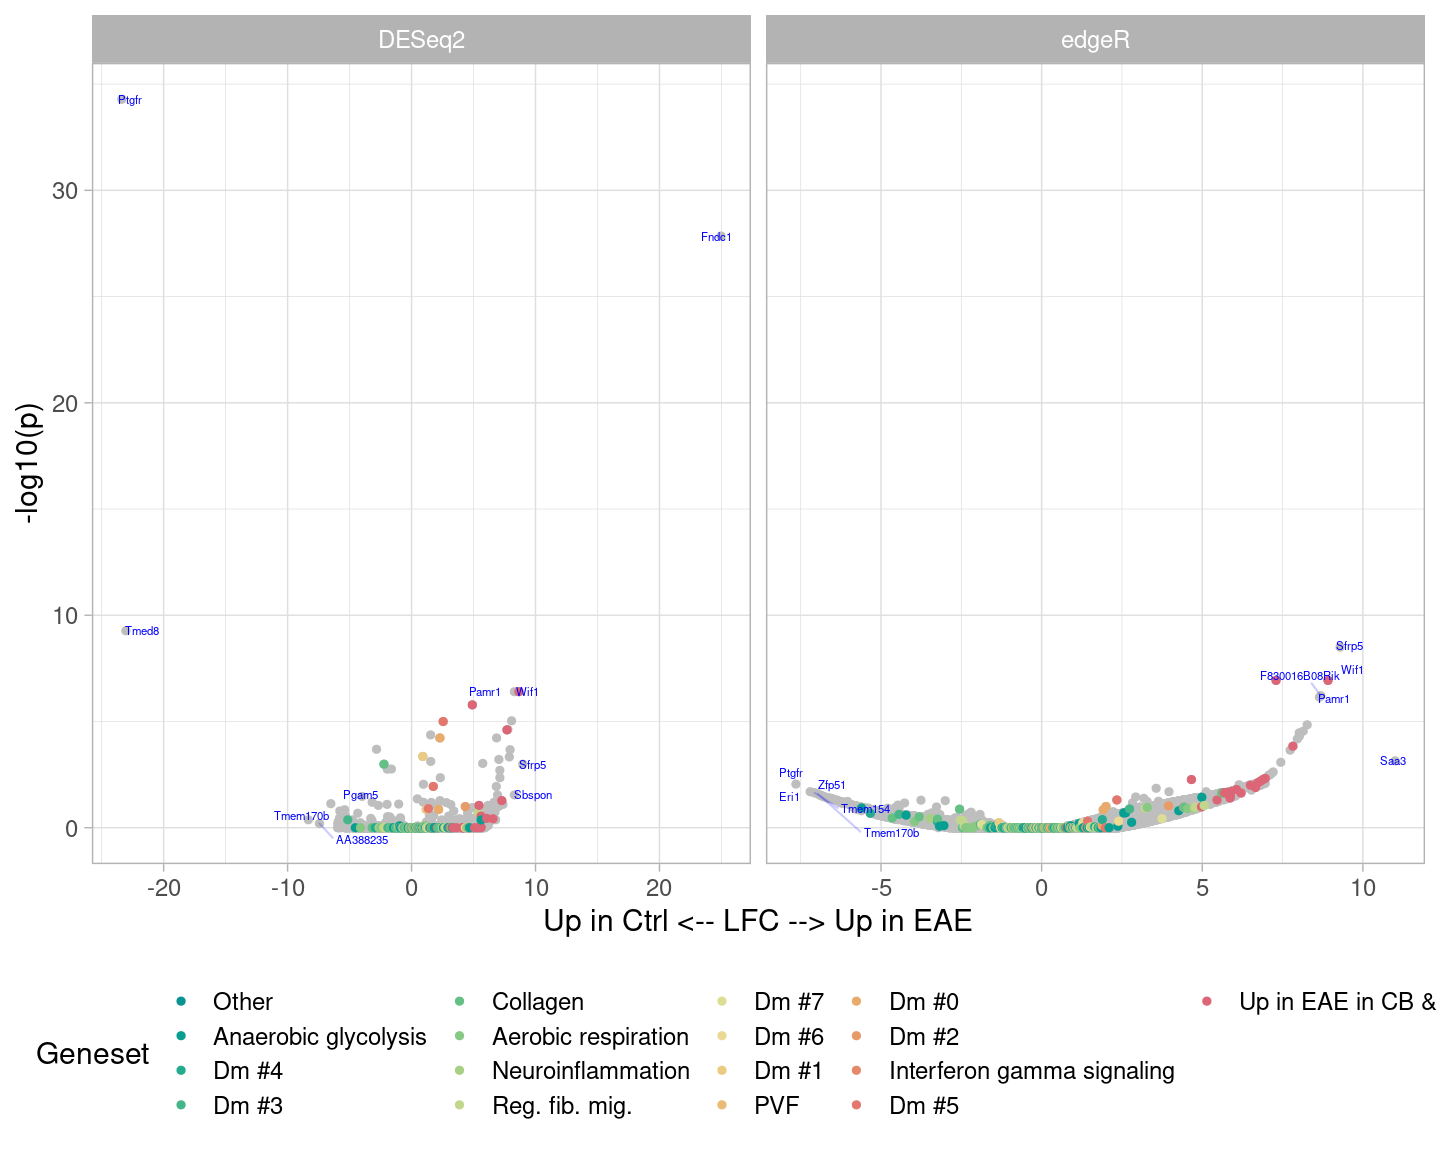 DESeq2
edgeR
-log10(p)
30
20
10
0
Ptgfr
Fndc1
Tmed8
Pamr1
Wif1
Sfrp5
Pgam5
Sbspon
Tmem170b
AA388235
Sfrp5
Wif1
F830016B08Rik
Pamr1
Saa3
Ptgfr
Zfp51
Eri1
Tmem154
Tmem170b
-20
-10
0
10
20
-5
0
5
10
Up in Ctrl <-- LFC --> Up in EAE
Geneset
Other
Anaerobic glycolysis
Dm #4
Dm #3
Collagen
Aerobic respiration
Neuroinflammation
Reg. fib. mig.
Dm #7
Dm #6
Dm #1
PVF
Dm #0
Dm #2
Interferon gamma signaling
Dm #5
Up in EAE in CB &